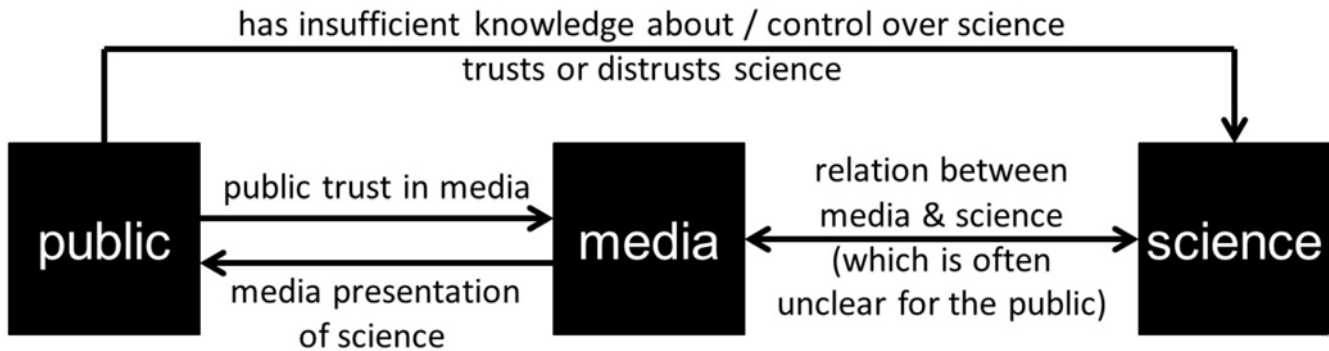 has insufficient knowledge about / control over science
trusts or distrusts science
public
public trust in media
media presentation
of science
media
relation between
media & science
(which is often
unclear for the public)
science